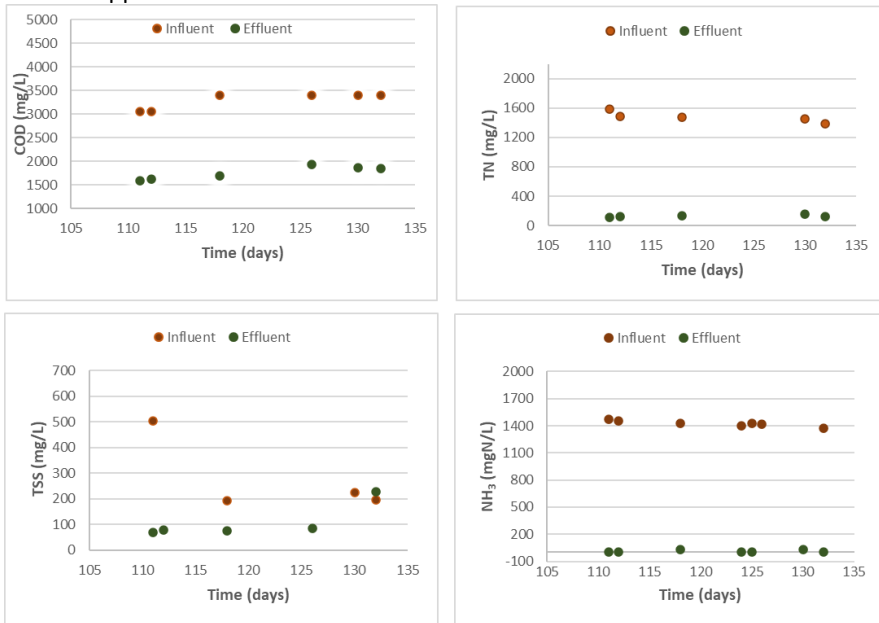 Influent Effluent
5000
4500
4000
3500
3000
2500
2000
1500
1000
COD (mg/L)
105 110 115 120 125 130 135
Time (days)
Influent Effluent
2000
1600
1200
800
400
0
TN (mg/L)
105 110 115 120 125 130 135
Time (days)
Influent Effluent
700
600
500
400
300
200
100
0
TSS (mg/L)
105 110 115 120 125 130 135
Time (days)
Influent Effluent
2000
1700
1400
1100
800
500
200
-100
NH₃ (mgN/L)
105 110 115 120 125 130 135
Time (days)